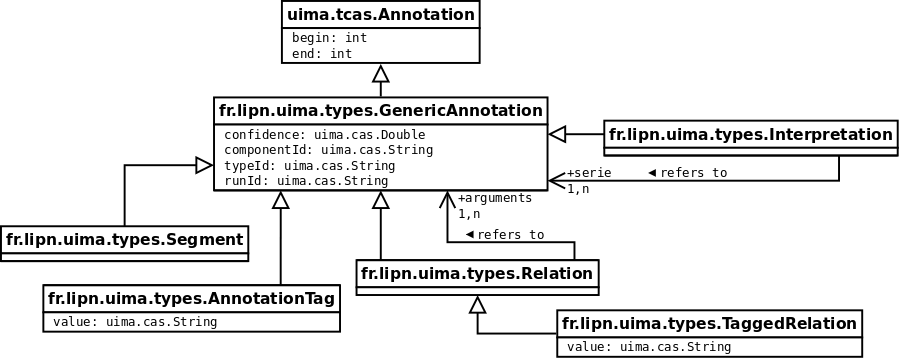 uima.tcas.Annotation
begin: int
end: int
fr.lipn.uima.types.GenericAnnotation
confidence: uima.cas.Double
componentId: uima.cas.String
typeId: uima.cas.String
runId: uima.cas.String
fr.lipn.uima.types.Interpretation
+serie
1,n
◄ refers to
+arguments
1,n
◄ refers to
fr.lipn.uima.types.Segment
fr.lipn.uima.types.Relation
fr.lipn.uima.types.AnnotationTag
value: uima.cas.String
fr.lipn.uima.types.TaggedRelation
value: uima.cas.String